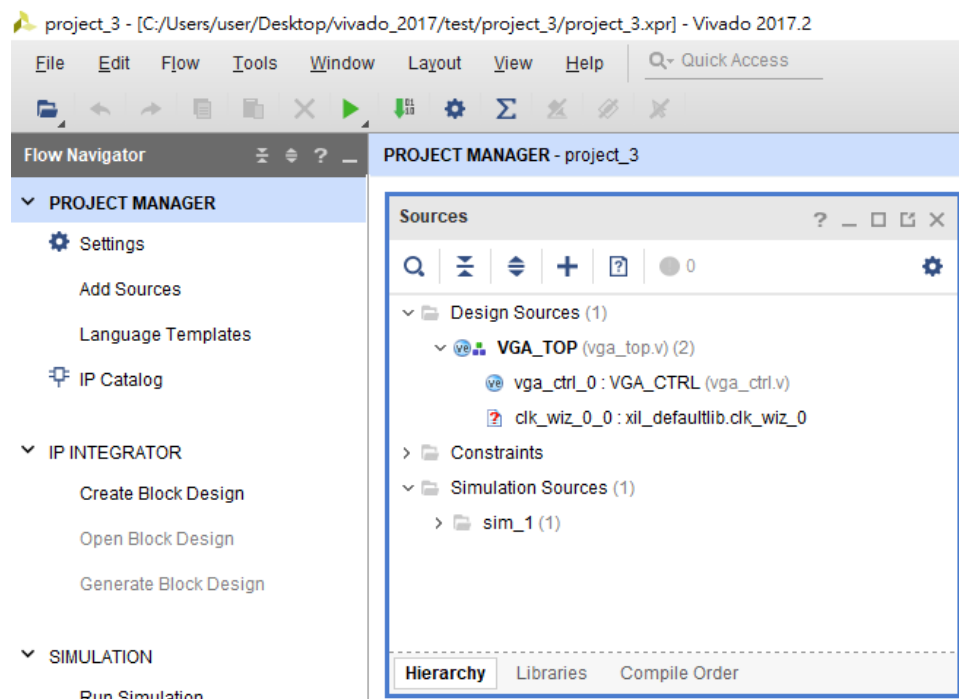 project_3 - [C:/Users/user/Desktop/vivado_2017/test/project_3/project_3.xpr] - Vivado 2017.2
File Edit Flow Tools Window Layout View Help Quick Access
Flow Navigator
PROJECT MANAGER - project_3
PROJECT MANAGER
Settings
Add Sources
Language Templates
IP Catalog
IP INTEGRATOR
Create Block Design
Open Block Design
Generate Block Design
SIMULATION
Run Simulation
Sources
0
Design Sources (1)
VGA_TOP (vga_top.v) (2)
vga_ctrl_0 : VGA_CTRL (vga_ctrl.v)
clk_wiz_0_0 : xil_defaultlib.clk_wiz_0
Constraints
Simulation Sources (1)
sim_1 (1)
Hierarchy Libraries Compile Order